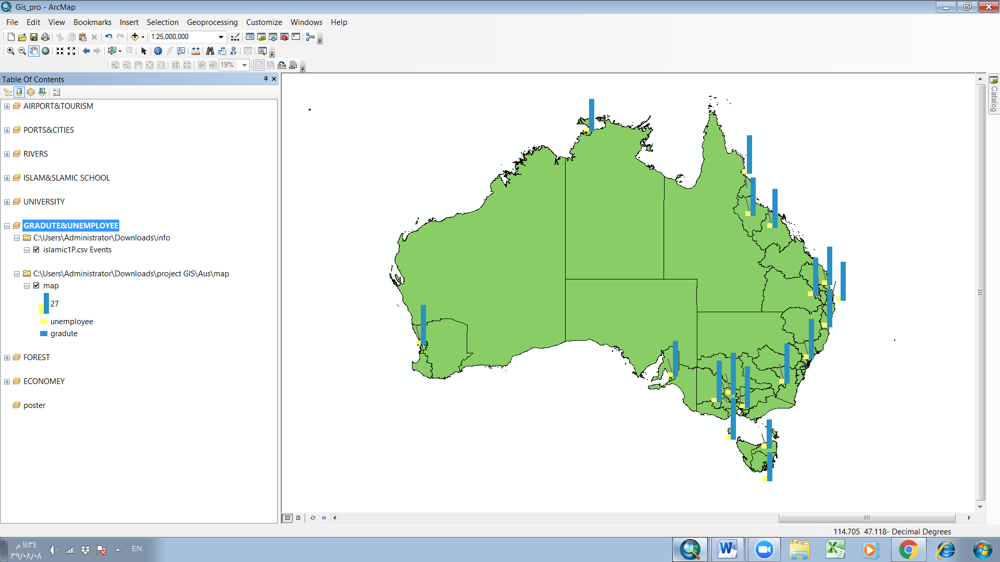 Gis_pro - ArcMap
File Edit View Bookmarks Insert Selection Geoprocessing Customize Windows Help
1:25,000,000
19%
Table Of Contents
AIRPORT&TOURISM
PORTS&CITIES
RIVERS
ISLAM&SLAMIC SCHOOL
UNIVERSITY
GRADUTE&UNEMPLOYEE
C:\Users\Administrator\Downloads\info
islamic1P.csv Events
C:\Users\Administrator\Downloads\project GIS\Aus\map
map
27
unemployee
gradute
FOREST
ECONOMEY
poster
Catalog
114.705 47.118- Decimal Degrees
١١:٣٤ م
٣٩/٠٨/٠٨
EN